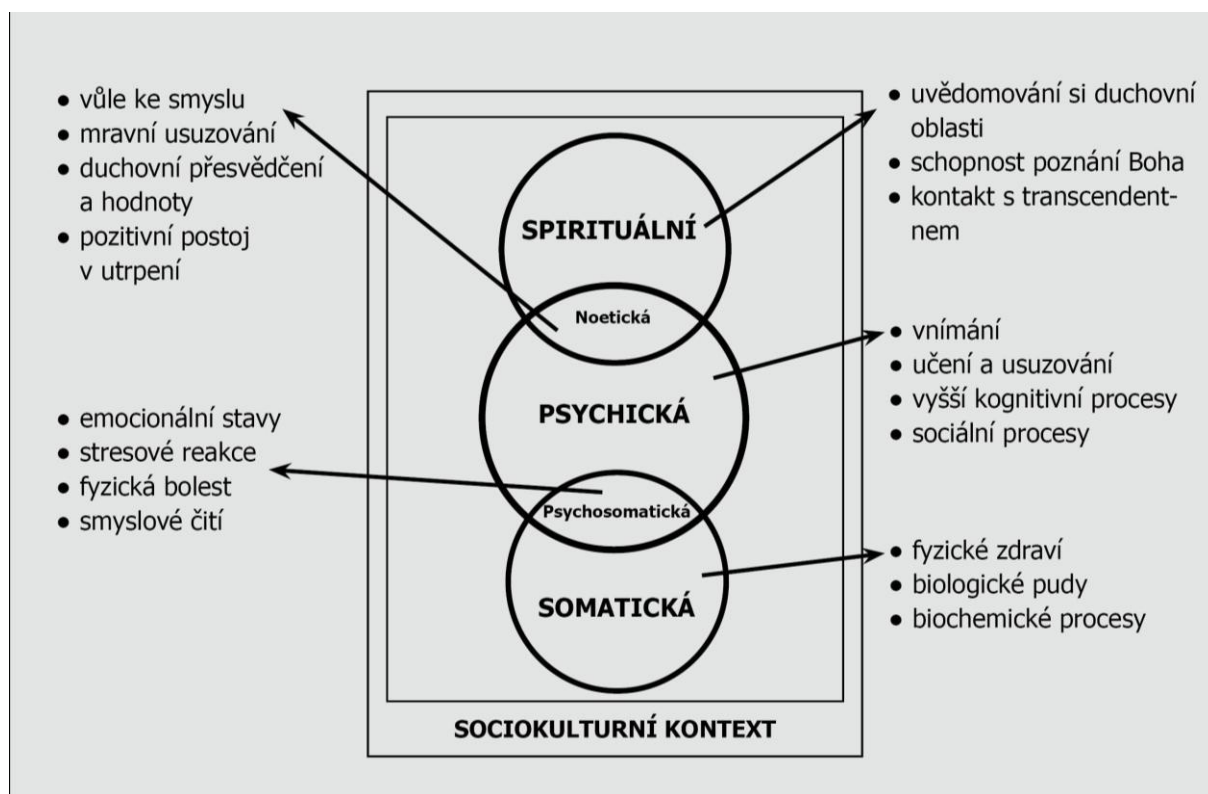 ● vůle ke smyslu
● mravní usuzování
● duchovní přesvědčení
a hodnoty
● pozitivní postoj
v utrpení
● emocionální stavy
● stresové reakce
● fyzická bolest
● smyslové čití
SPIRITUÁLNÍ
Noetická
PSYCHICKÁ
Psychosomatická
SOMATICKÁ
SOCIOKULTURNÍ KONTEXT
● uvědomování si duchovní
oblasti
● schopnost poznání Boha
● kontakt s transcendent-
nem
● vnímání
● učení a usuzování
● vyšší kognitivní procesy
● sociální procesy
● fyzické zdraví
● biologické pudy
● biochemické procesy